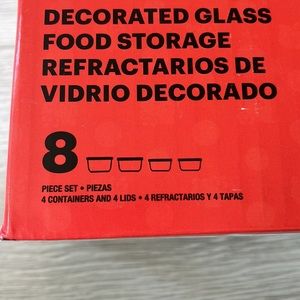 DECORATED GLASS
FOOD STORAGE
REFRACTARIOS DE
VIDRIO DECORADO
8
PIECE SET • PIEZAS
4 CONTAINERS AND 4 LIDS • 4 REFRACTARIOS Y 4 TAPAS